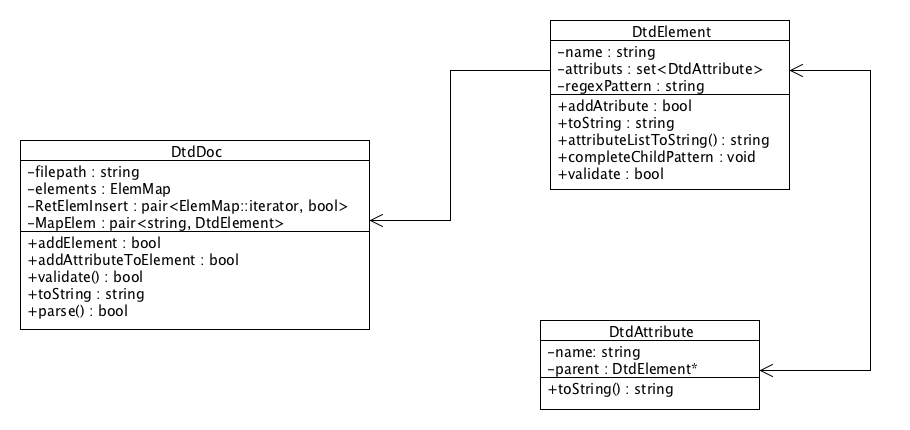 DtdElement
-name : string
-attributs : set<DtdAttribute>
-regexPattern : string
+addAtribute : bool
+toString : string
+attributeListToString() : string
+completeChildPattern : void
+validate : bool
DtdDoc
-filepath : string
-elements : ElemMap
-RetElemInsert : pair<ElemMap::iterator, bool>
-MapElem : pair<string, DtdElement>
+addElement : bool
+addAttributeToElement : bool
+validate() : bool
+toString : string
+parse() : bool
DtdAttribute
-name: string
-parent : DtdElement*
+toString() : string